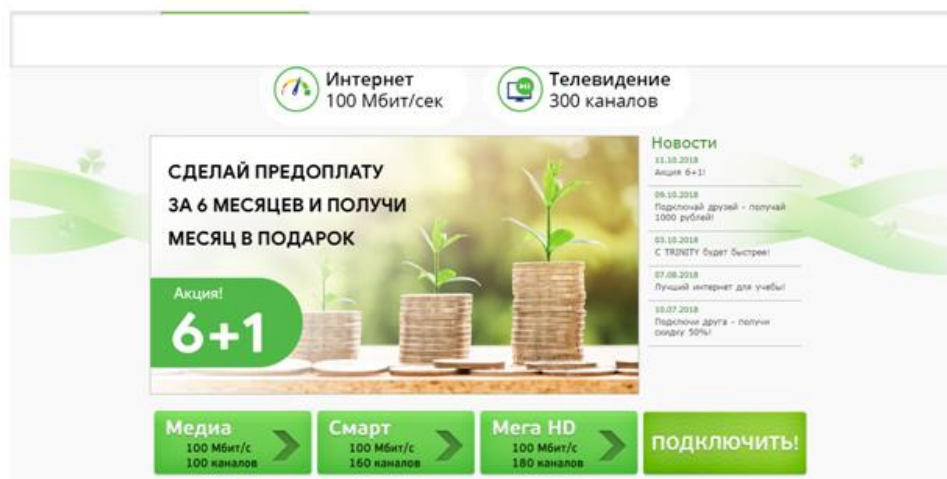 Интернет
100 Мбит/сек
Телевидение
300 каналов
СДЕЛАЙ ПРЕДОПЛАТУ
ЗА 6 МЕСЯЦЕВ И ПОЛУЧИ
МЕСЯЦ В ПОДАРОК
Акция!
6+1
Новости
11.10.2018
Акция 6+1!
09.10.2018
Подключай друзей - получай
1000 рублей!
03.10.2018
С TRINITY будет быстрее!
07.08.2018
Лучший интернет для учебы!
10.07.2018
Подключи друга - получи
скидку 50%!
Медиа
100 Мбит/с
100 каналов
Смарт
100 Мбит/с
160 каналов
Мега HD
100 Мбит/с
180 каналов
ПОДКЛЮЧИТЬ!